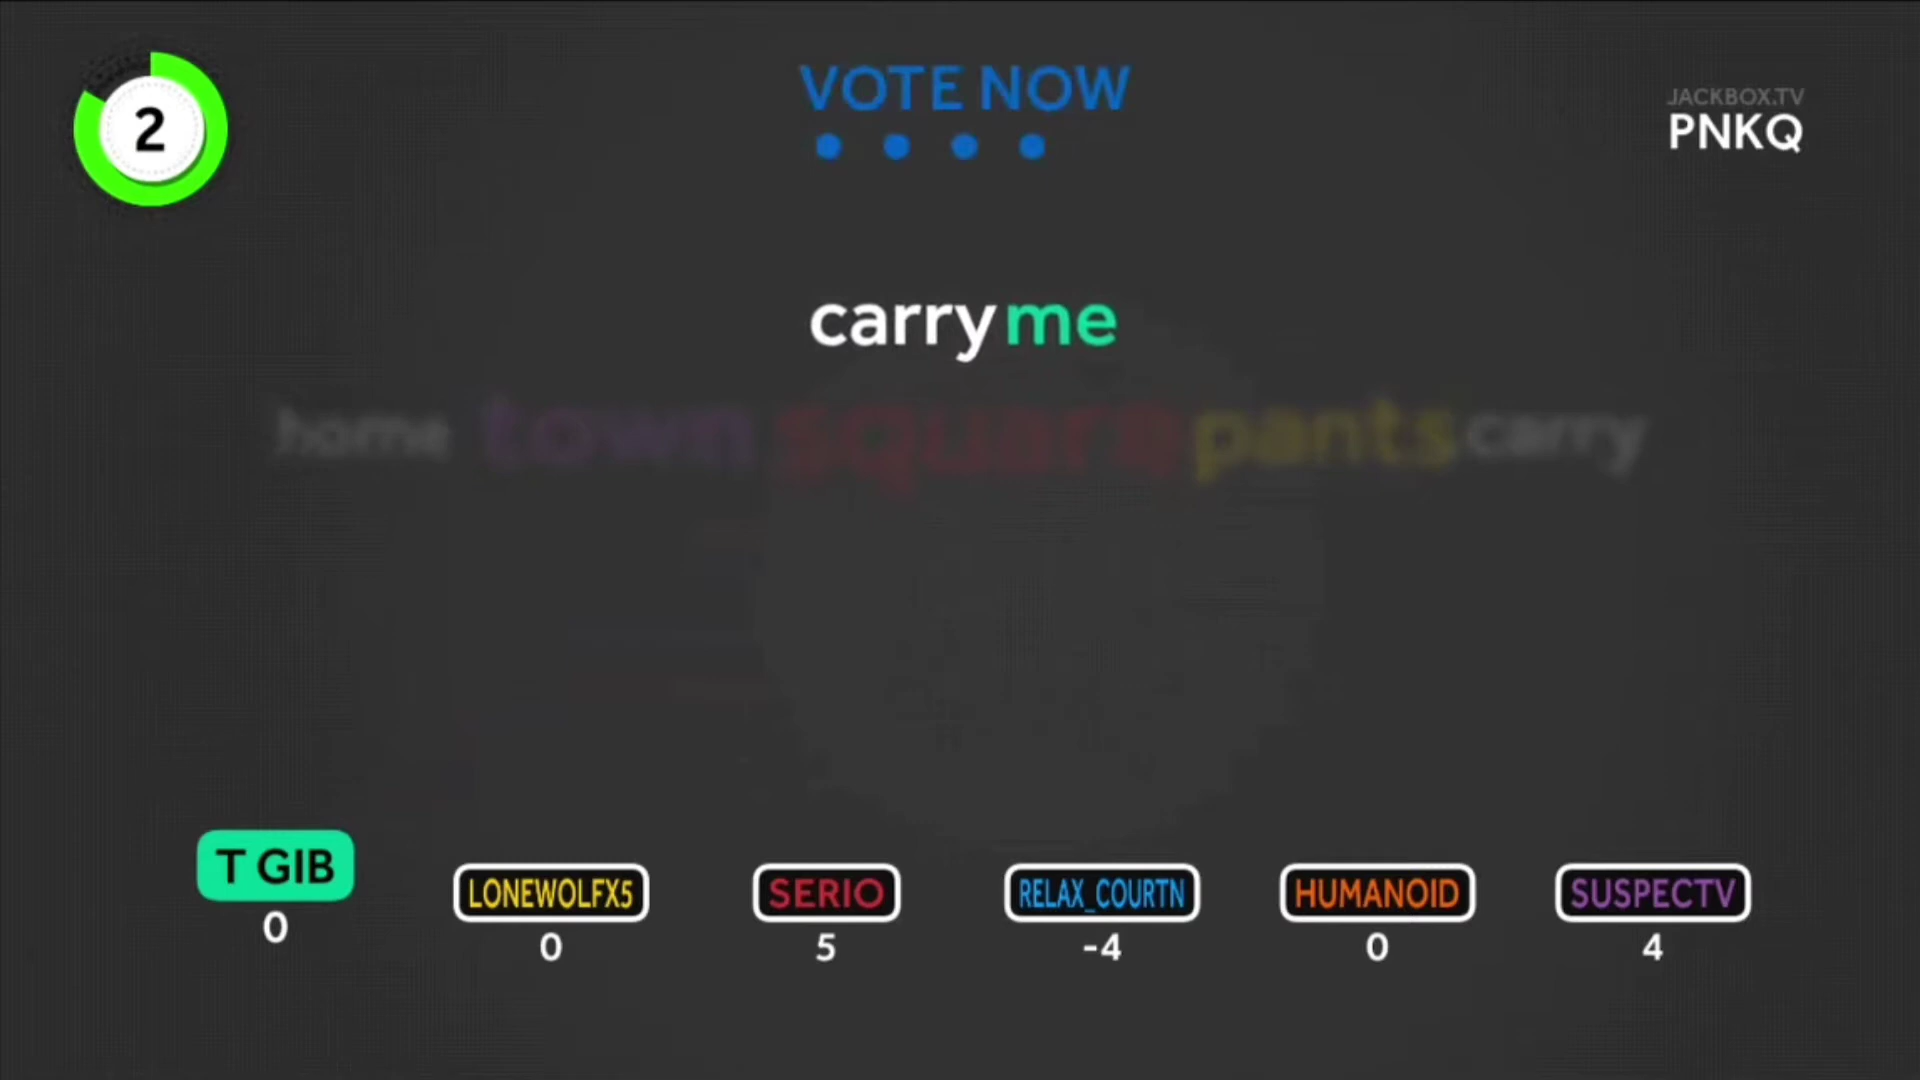 2
VOTE NOW
JACKBOX.TV
PNKQ
carry me
home town square pants carry
T GIB
0
LONEWOLFX5
0
SERIO
5
RELAX_COURTN
-4
HUMANOID
0
SUSPECTV
4